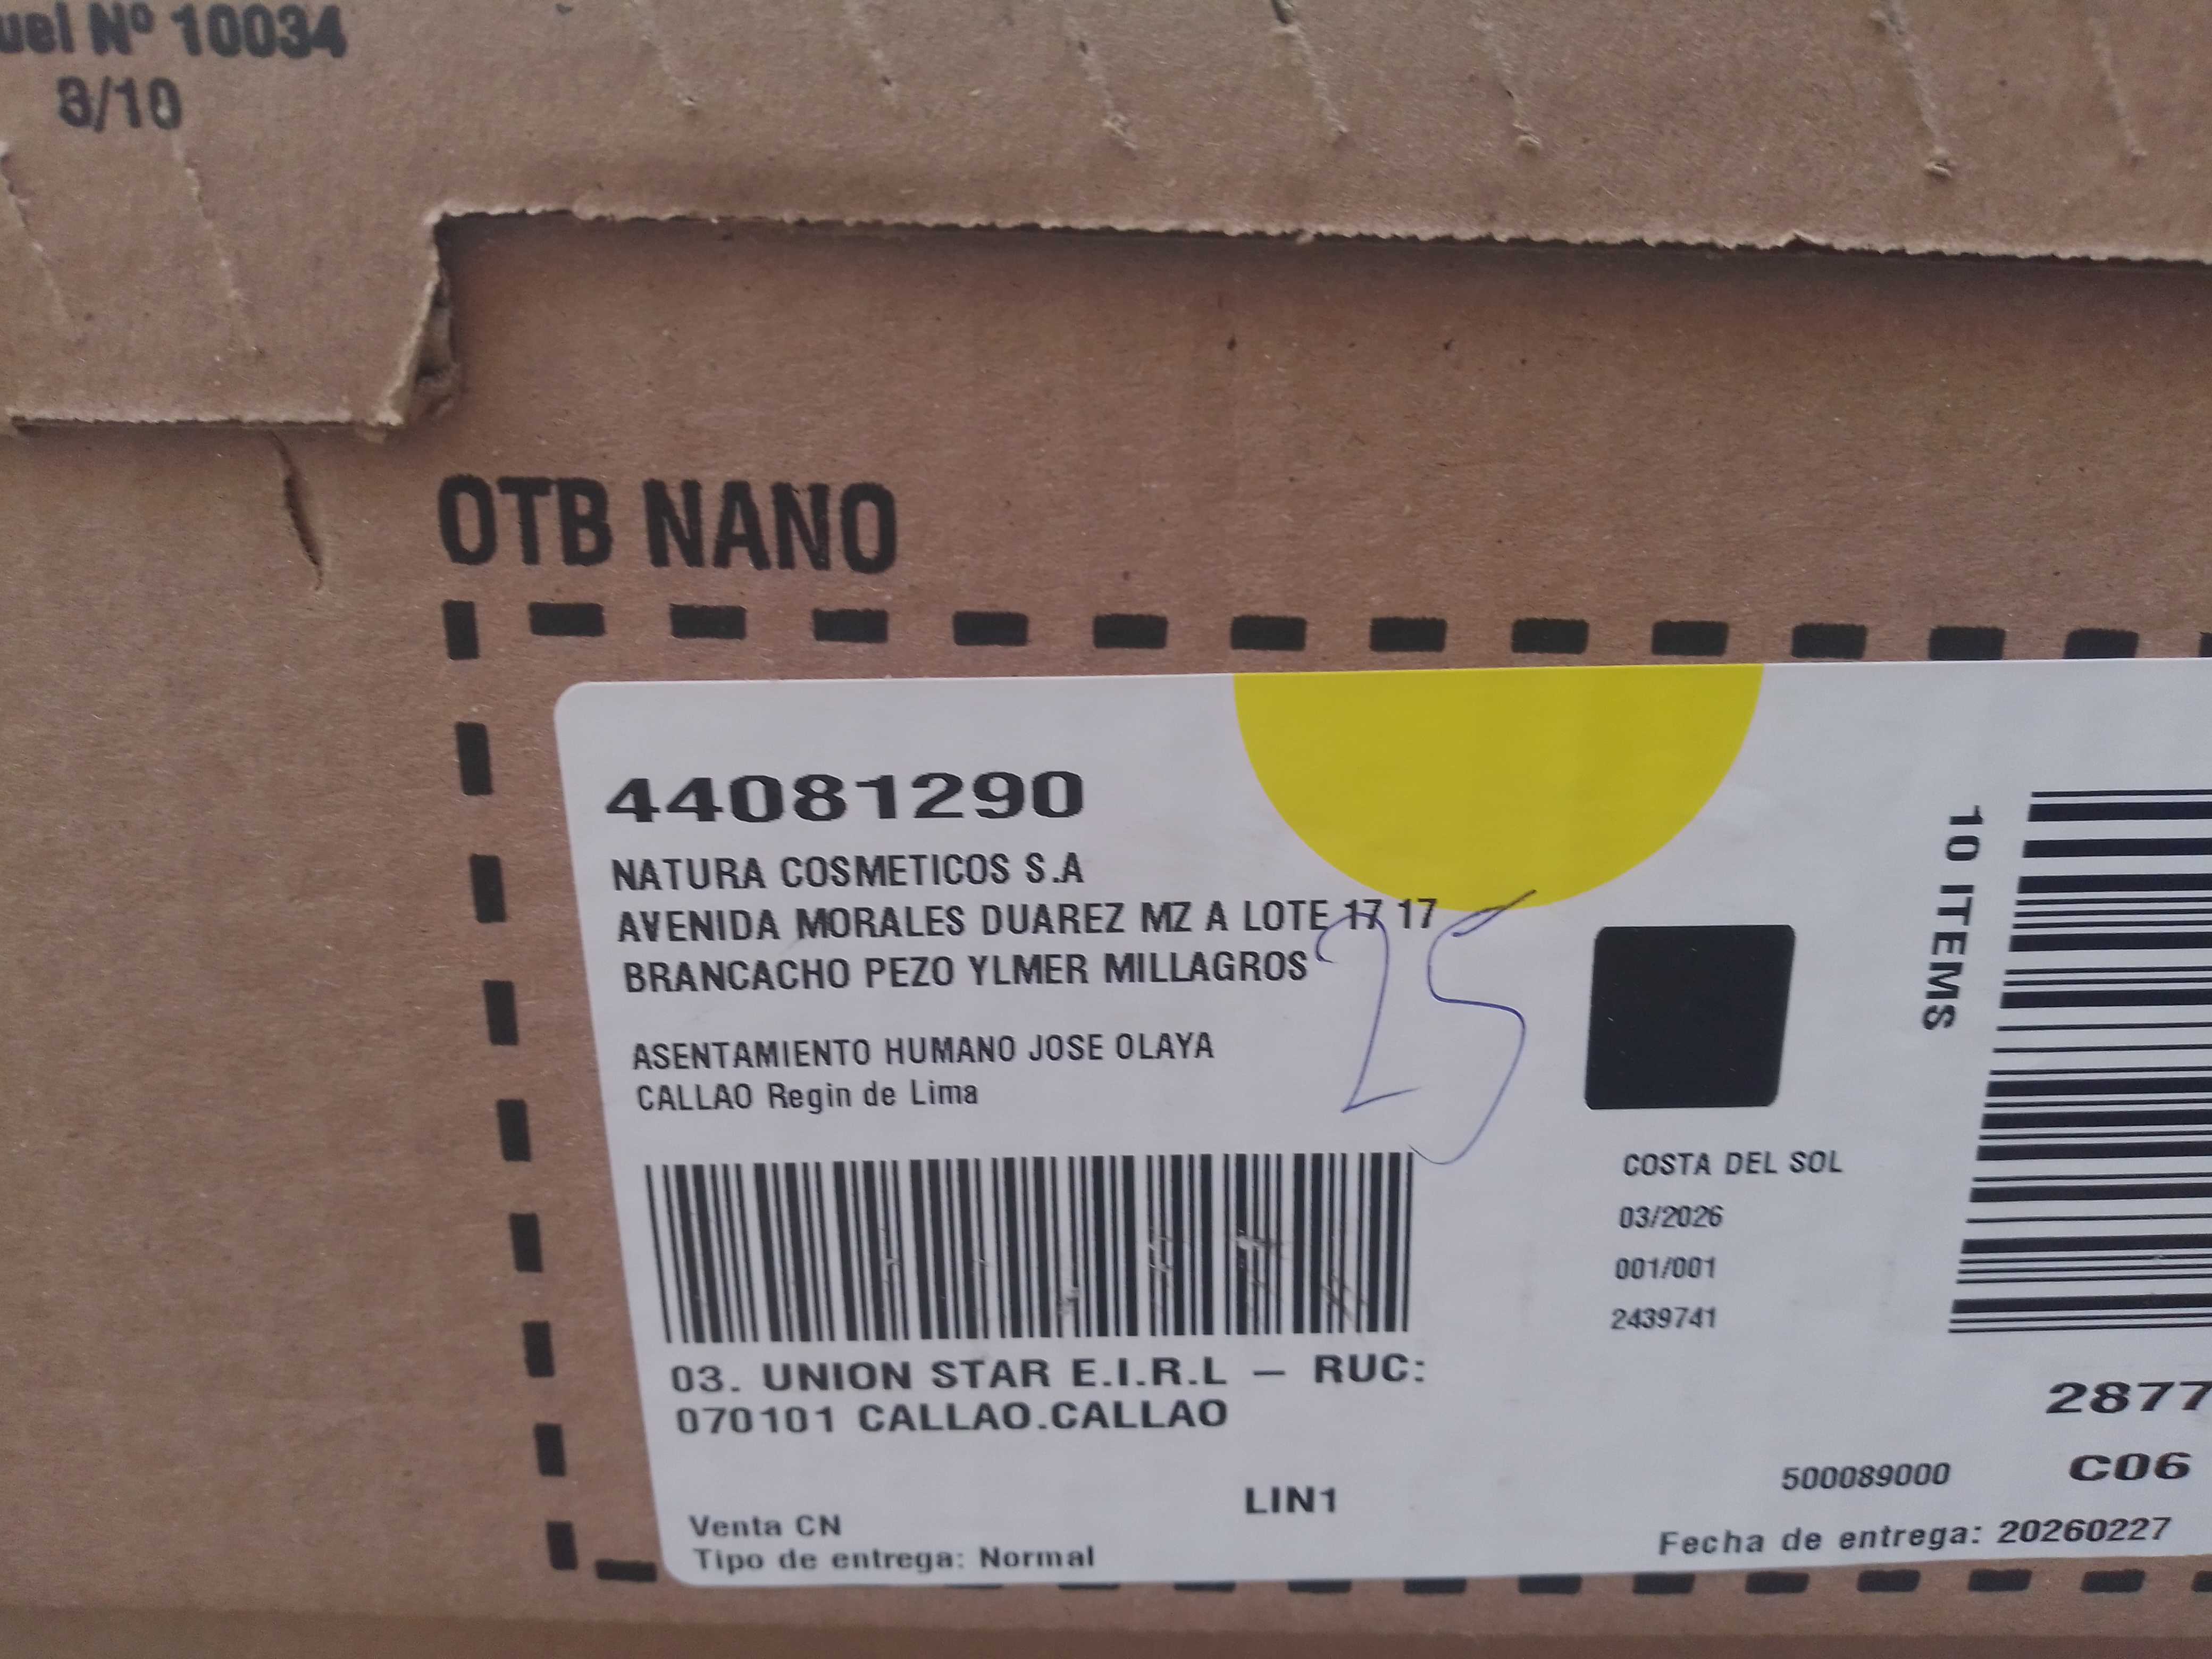 uel Nº 10034
3/10
OTB NANO
44081290
NATURA COSMETICOS S.A
AVENIDA MORALES DUAREZ MZ A LOTE 17 17
BRANCACHO PEZO YLMER MILLAGROS
25
ASENTAMIENTO HUMANO JOSE OLAYA
CALLAO Regin de Lima
10 ITEMS
COSTA DEL SOL
03/2026
001/001
2439741
03. UNION STAR E.I.R.L – RUC:
070101 CALLAO.CALLAO
2877
500089000 C06
LIN1
Venta CN
Tipo de entrega: Normal
Fecha de entrega: 20260227